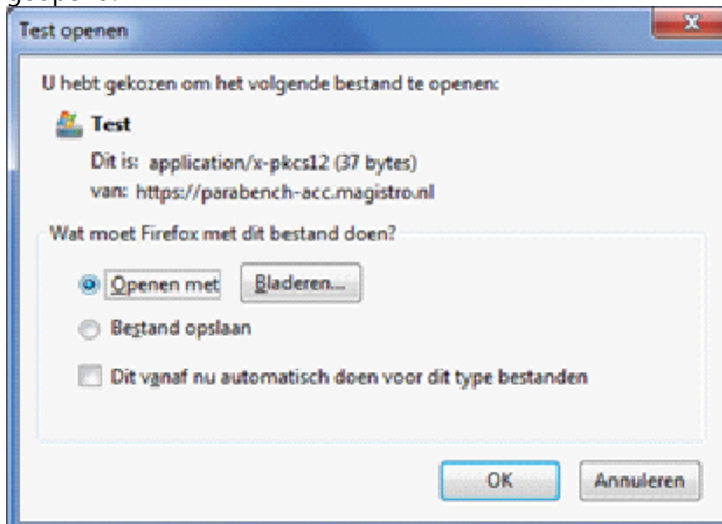 Test openen
U hebt gekozen om het volgende bestand te openen:
Test
Dit is: application/x-pkcs12 (37 bytes)
van: https://parabench-acc.magistro.nl
Wat moet Firefox met dit bestand doen?
Openen met Bladeren...
Bestand opslaan
Dit vanaf nu automatisch doen voor dit type bestanden
OK Annuleren